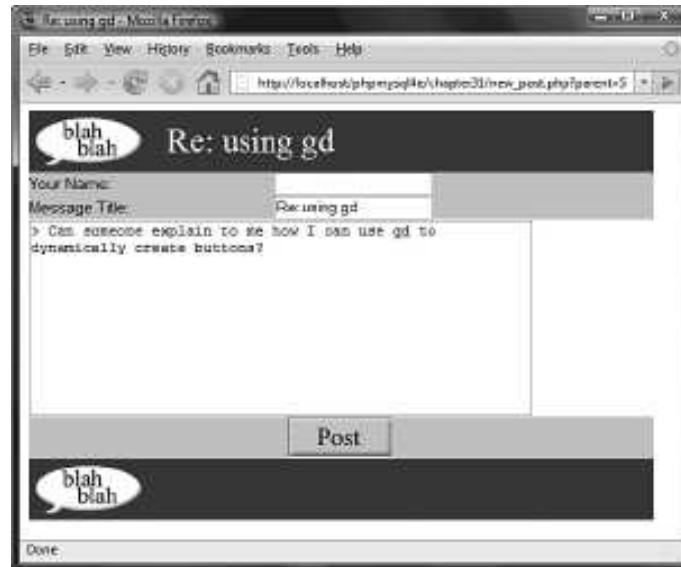 Re: using gd - Mozilla Firefox
File Edit View History Bookmarks Tools Help
http://localhost/phpmysql4e/chapter31/new_post.php?parent=5
blah
blah
Re: using gd
Your Name:
Message Title:
Re: using gd
> Can someone explain to me how I can use gd to
dynamically create buttons?
Post
blah
blah
Done